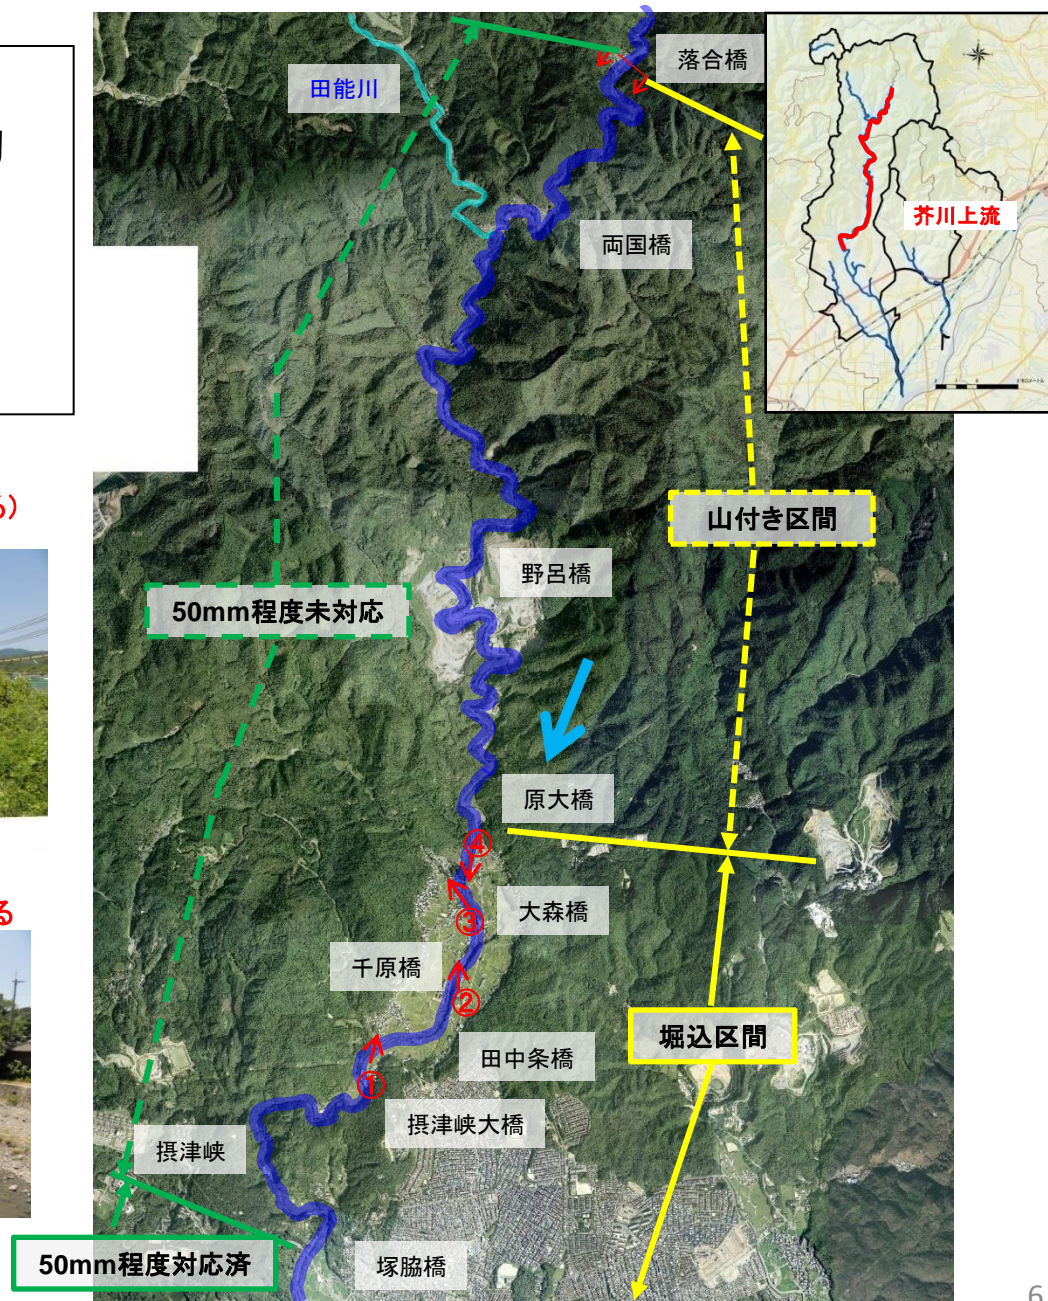 落合橋
田能川
芥川上流
両国橋
る）
山付き区間
野呂橋
50mm程度未対応
原大橋
④
大森橋
③
る
千原橋
②
堀込区間
田中条橋
①
摂津峡大橋
摂津峡
50mm程度対応済
塚脇橋
6